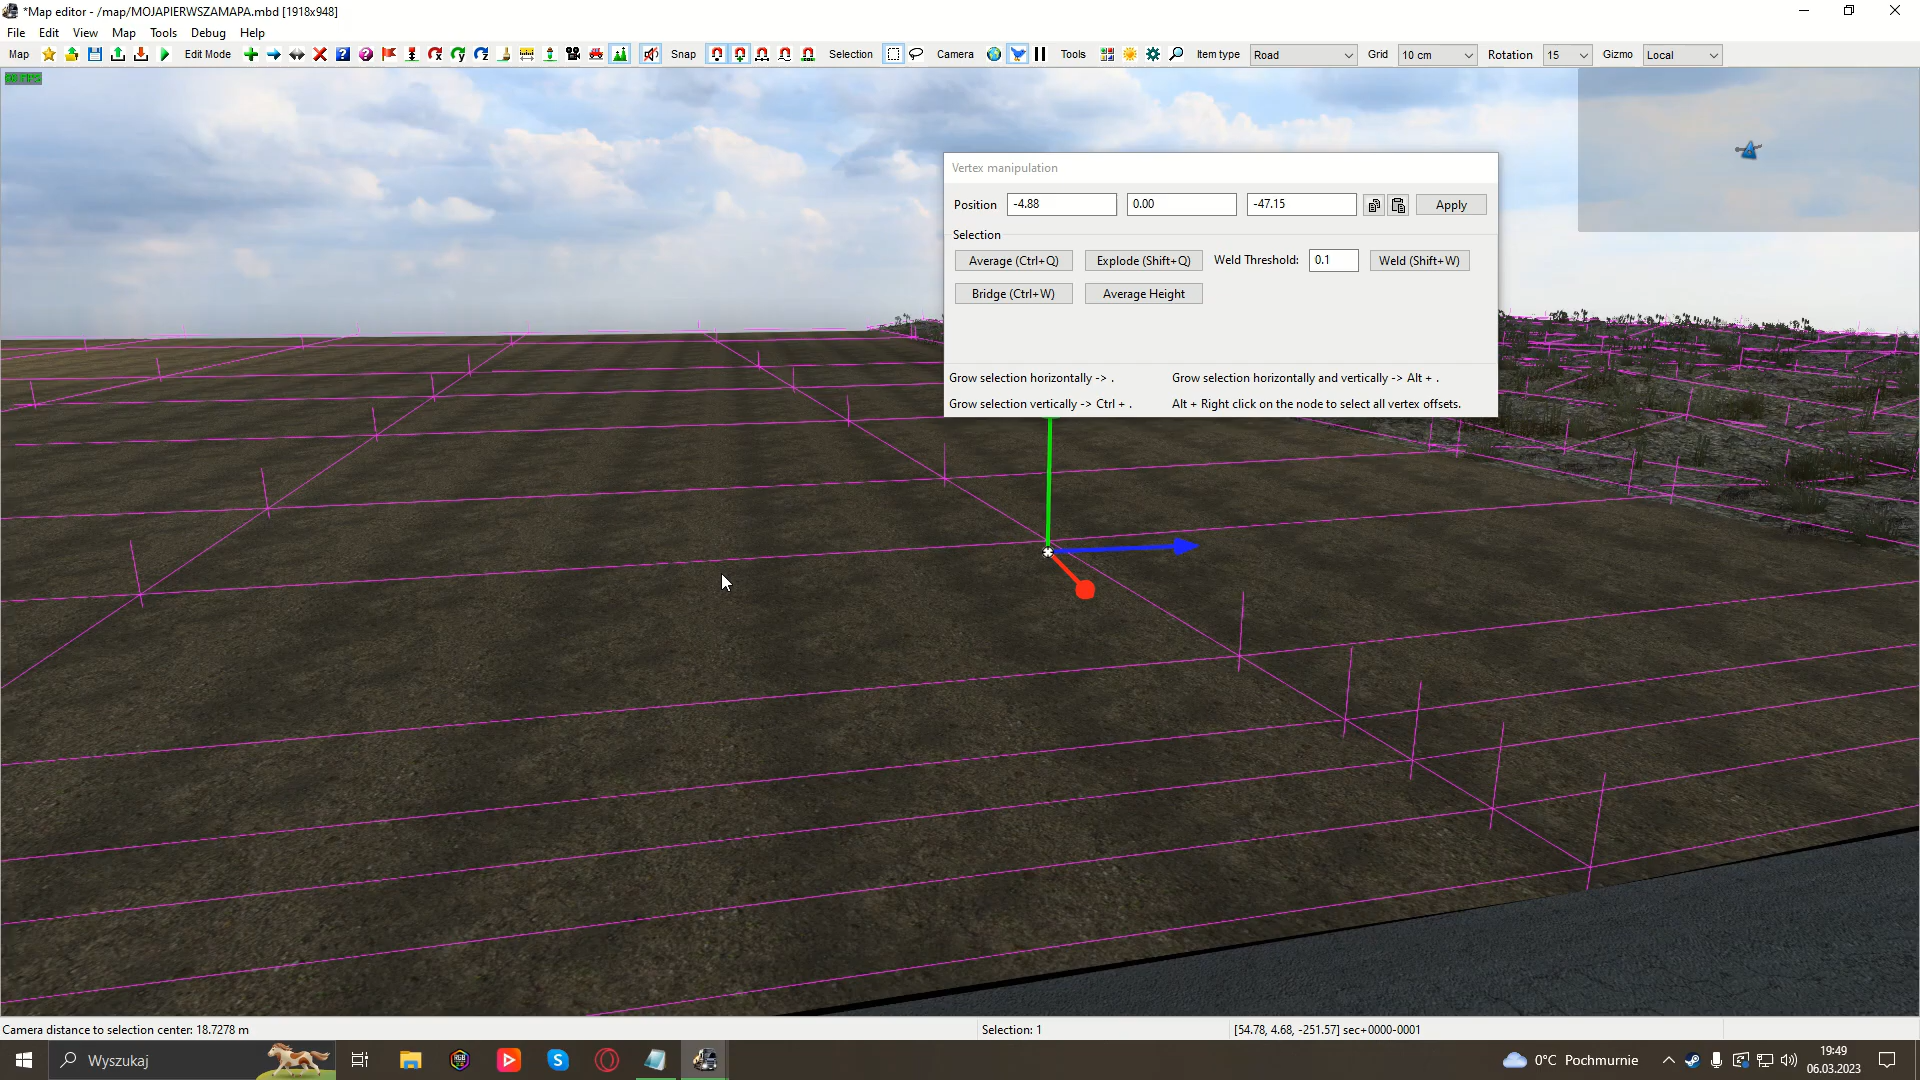 *Map editor - /map/MOJAPIERWSZAMAPA.mbd [1918x948]
File Edit View Map Tools Debug Help
Map Edit Mode Snap Selection Camera Tools Item type Road Grid 10 cm Rotation 15 Gizmo Local
Vertex manipulation
Position -4.88 0.00 -47.15 Apply
Selection
Average (Ctrl+Q) Explode (Shift+Q) Weld Threshold: 0.1 Weld (Shift+W)
Bridge (Ctrl+W) Average Height
Grow selection horizontally -> . Grow selection horizontally and vertically -> Alt + .
Grow selection vertically -> Ctrl + . Alt + Right click on the node to select all vertex offsets.
Camera distance to selection center: 18.7278 m Selection: 1 [54.78, 4.68, -251.57] sec+0000-0001
Wyszukaj 0°C Pochmurnie 19:49
06.03.2023